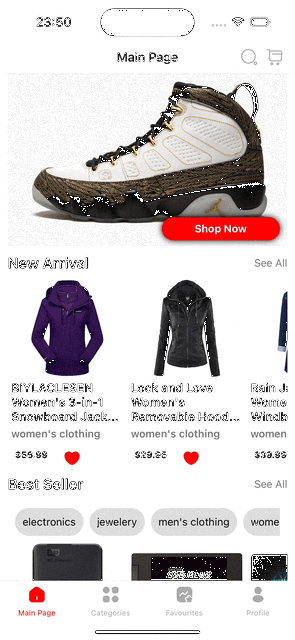 23:50
Main Page
Shop Now
New Arrival
See All
BIYLACLESEN
Women's 3-in-1
Snowboard Jack...
women's clothing
$56.99
Lock and Love
Women's
Removable Hood...
women's clothing
$29.95
Rain Ja
Wome
Windb
women
$39.99
Best Seller
See All
electronics
jewelery
men's clothing
wome
Main Page
Categories
Favourites
Profile